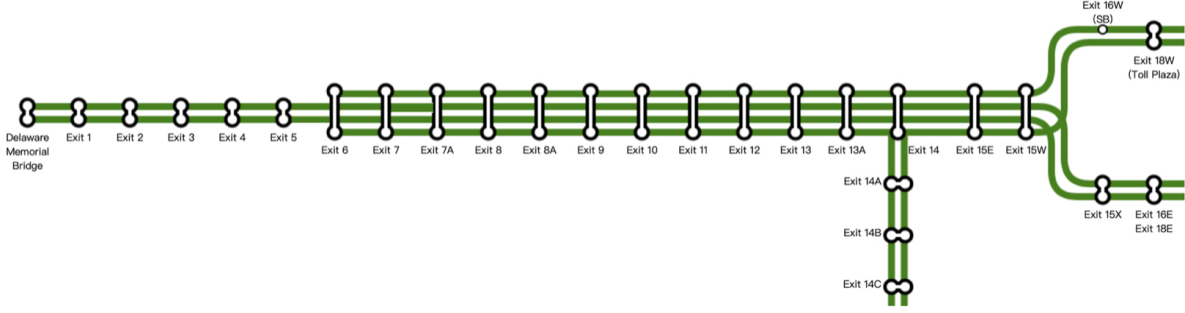 Exit 16W
(SB)
Exit 18W
(Toll Plaza)
Delaware
Memorial
Bridge
Exit 1
Exit 2
Exit 3
Exit 4
Exit 5
Exit 6
Exit 7
Exit 7A
Exit 8
Exit 8A
Exit 9
Exit 10
Exit 11
Exit 12
Exit 13
Exit 13A
Exit 14
Exit 15E
Exit 15W
Exit 14A
Exit 14B
Exit 14C
Exit 15X
Exit 16E
Exit 18E